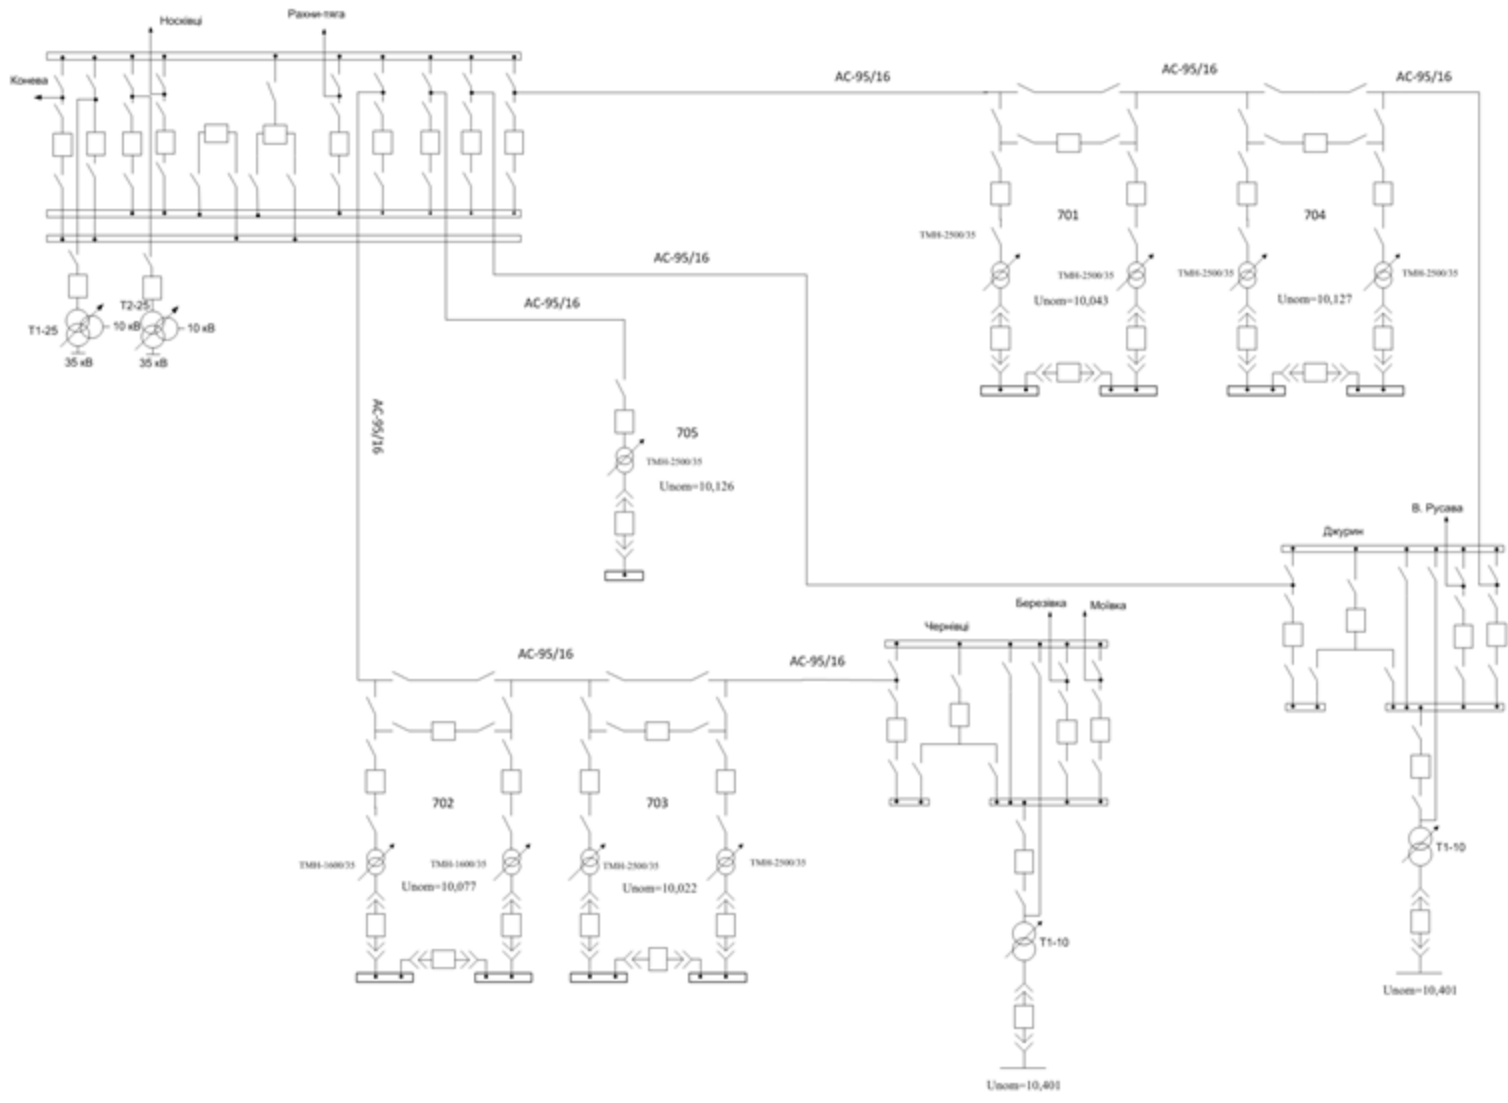 Носківці
Рахни-тяга
Конева
АС-95/16
АС-95/16
АС-95/16
701
704
ТМН-2500/35
АС-95/16
ТМН-2500/35
ТМН-2500/35
ТМН-2500/35
Unom=10,043
Unom=10,127
АС-95/16
Т2-25
Т1-25
10 кВ
10 кВ
35 кВ
35 кВ
АС-95/16
705
ТМН-2500/35
Unom=10,126
В. Русава
Джурин
Березівка
Моївка
Чернівці
АС-95/16
АС-95/16
702
703
Т1-10
ТМН-1600/35
ТМН-1600/35
ТМН-2500/35
ТМН-2500/35
Unom=10,077
Unom=10,022
Т1-10
Unom=10,401
Unom=10,401